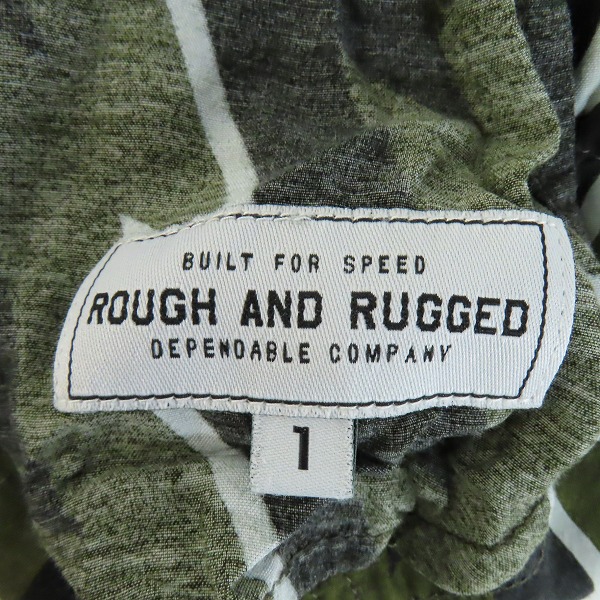 BUILT FOR SPEED
ROUGH AND RUGGED
DEPENDABLE COMPANY
1